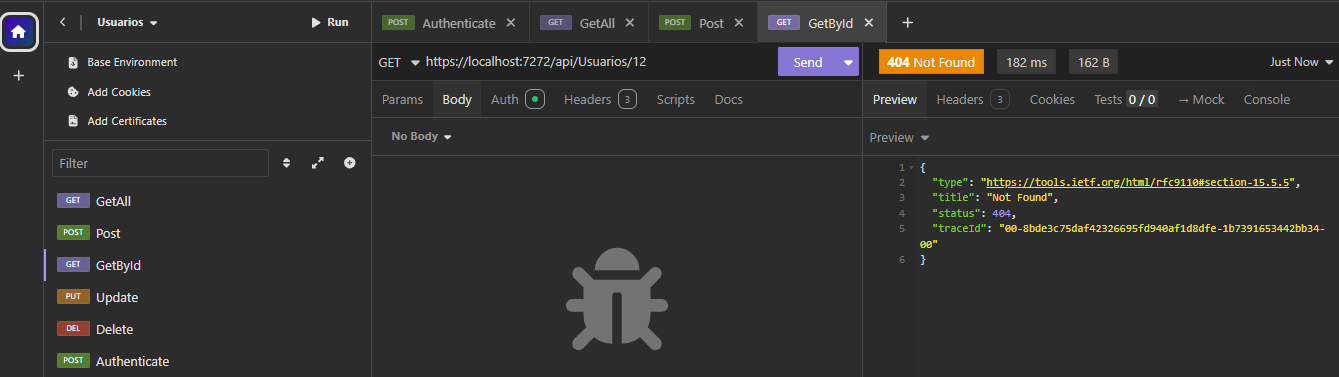 Usuarios
Run
POST Authenticate
GET GetAll
POST Post
GET GetById
Base Environment
Add Cookies
Add Certificates
Filter
GET GetAll
POST Post
GET GetById
PUT Update
DEL Delete
POST Authenticate
GET https://localhost:7272/api/Usuarios/12
Send
Params Body Auth Headers 3 Scripts Docs
No Body
404 Not Found 182 ms 162 B Just Now
Preview Headers 3 Cookies Tests 0 / 0 → Mock Console
Preview
1 {
2 "type": "https://tools.ietf.org/html/rfc9110#section-15.5.5",
3 "title": "Not Found",
4 "status": 404,
5 "traceId": "00-8bde3c75daf42326695fd940af1d8dfe-1b7391653442bb34-
00"
6 }